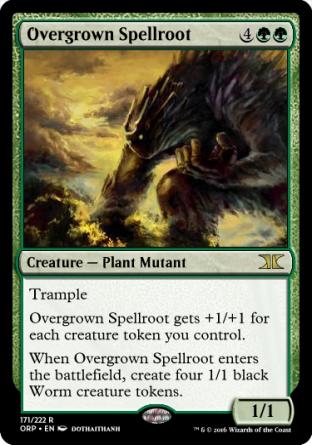 Overgrown Spellroot 4
Creature — Plant Mutant
Trample
Overgrown Spellroot gets +1/+1 for
each creature token you control.
When Overgrown Spellroot enters
the battlefield, create four 1/1 black
Worm creature tokens.
1/1
171/222 R
ORP • EN DOTHAITHANH
™ & © 2016 Wizards of the Coast